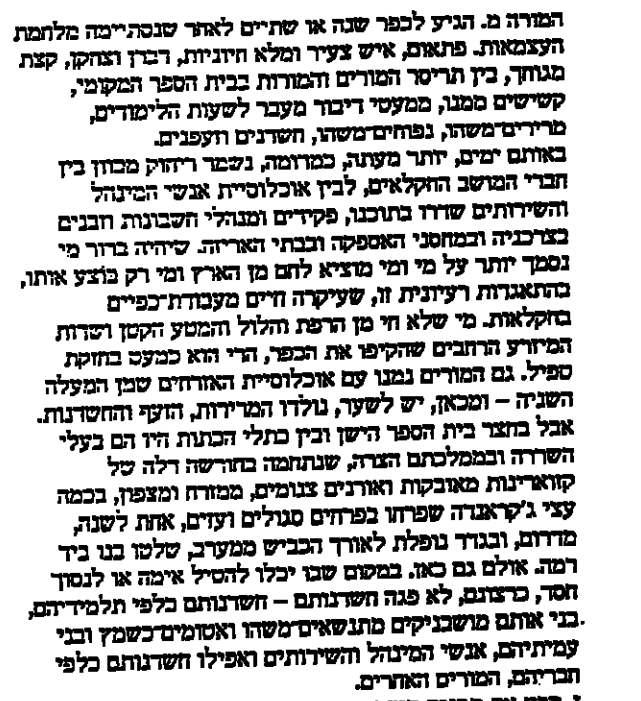 המורה מ. הגיע לכפר שנה או שתיים לאחר שנסתיימה מלחמת
העצמאות. פתאום, איש צעיר ומלא חיוניות, דברן וצחקן, קצת
מגוחך, בין תריסר המורים והמורות בבית הספר המקומי,
קשישים ממנו, ממעטי דיבור מעבר לשעות הלימודים,
מרירים־משהו, נפוחים־משהו, חשדנים וזעפנים.
באותם ימים, יותר מעתה, כמדומה, נשמר ריחוק מכוון בין
חברי המושב החקלאים, לבין אוכלוסיית אנשי המינהל
והשירותים שדרו בתוכנו, פקידים ומנהלי חשבונות וזבנים
בצרכניה ובמחסני האספקה ובבתי האריזה. שיהיה ברור מי
נסמך יותר על מי ומי מוציא לחם מן הארץ ומי רק בוצע אותו,
בהתאגדות רעיונית זו, שעיקרה חיים מעבודת־כפיים
בחקלאות. מי שלא חי מן הרפת והלול והמטע הקטן ושדות
המיזרע הרחבים שהקיפו את הכפר, הרי הוא כמעט בחזקת
טפיל. גם המורים נמנו עם אוכלוסיית האזרחים שמן המעלה
השניה – ומכאן, יש לשער, נולדו המרירות, הזעף והחשדנות.
אבל בחצר בית הספר הישן ובין כתלי הכתות היו הם בעלי
השררה ובממלכתם הצרה, שנתחמה בחורשה דלה של
קזוארינות מאובקות ואורנים צנומים, ממזרח ומצפון, בכמה
עצי ג'קראנדה שפרחו בפרחים סגולים ועזים, אחת לשנה,
מדרום, ובגדר נופלת לאורך הכביש ממערב, שלטו בנו ביד
רמה. אולם גם כאן, במקום שבו יכלו להטיל אימה או לנסוך
חסד, כרצונם, לא פגה חשדנותם – חשדנותם כלפי תלמידיהם,
בני אותם מושבניקים מתנשאים־משהו ואטומים־כשמץ ובני
עמיתיהם, אנשי המינהל והשירותים ואפילו חשדנותם כלפי
חבריהם, המורים האחרים.